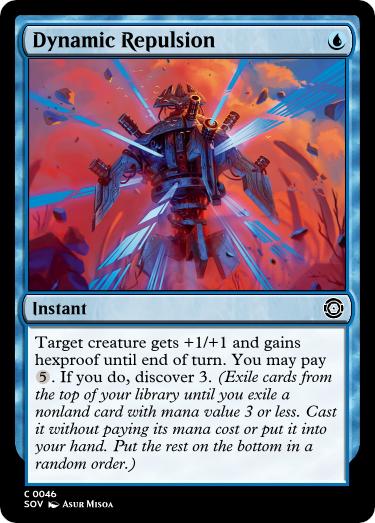 Dynamic Repulsion
Instant
Target creature gets +1/+1 and gains
hexproof until end of turn. You may pay
5. If you do, discover 3. (Exile cards from
the top of your library until you exile a
nonland card with mana value 3 or less. Cast
it without paying its mana cost or put it into
your hand. Put the rest on the bottom in a
random order.)
C 0046
SOV Asur Misoa